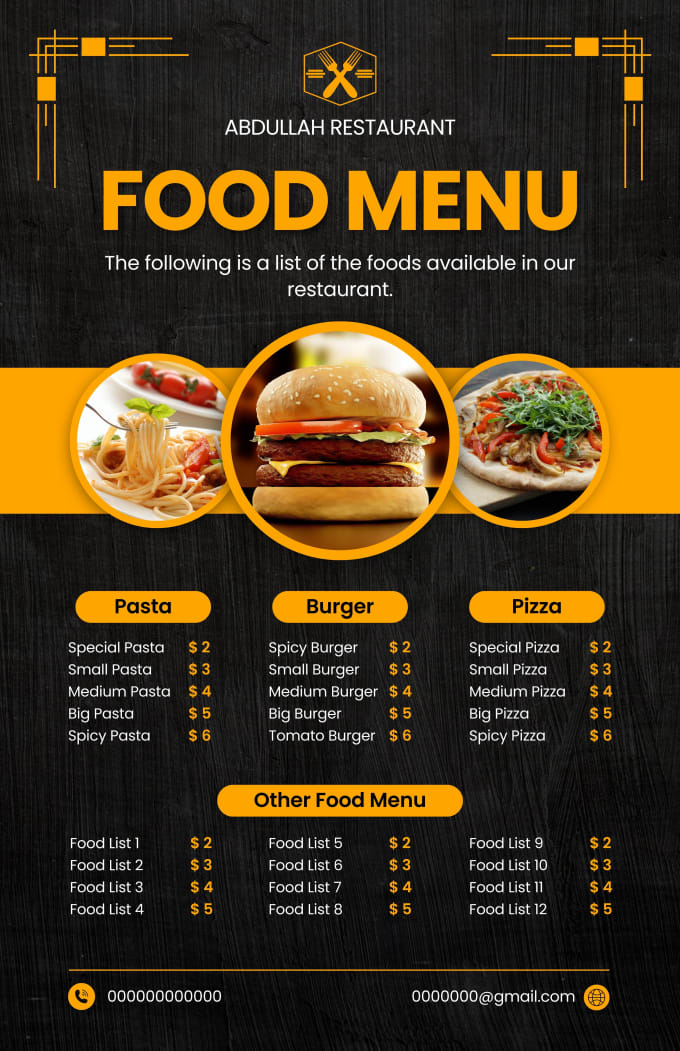 ABDULLAH RESTAURANT
FOOD MENU
The following is a list of the foods available in our
restaurant.
Pasta
Special Pasta $ 2
Small Pasta $ 3
Medium Pasta $ 4
Big Pasta $ 5
Spicy Pasta $ 6
Burger
Spicy Burger $ 2
Small Burger $ 3
Medium Burger $ 4
Big Burger $ 5
Tomato Burger $ 6
Pizza
Special Pizza $ 2
Small Pizza $ 3
Medium Pizza $ 4
Big Pizza $ 5
Spicy Pizza $ 6
Other Food Menu
Food List 1 $ 2
Food List 2 $ 3
Food List 3 $ 4
Food List 4 $ 5
Food List 5 $ 2
Food List 6 $ 3
Food List 7 $ 4
Food List 8 $ 5
Food List 9 $ 2
Food List 10 $ 3
Food List 11 $ 4
Food List 12 $ 5
000000000000
0000000@gmail.com